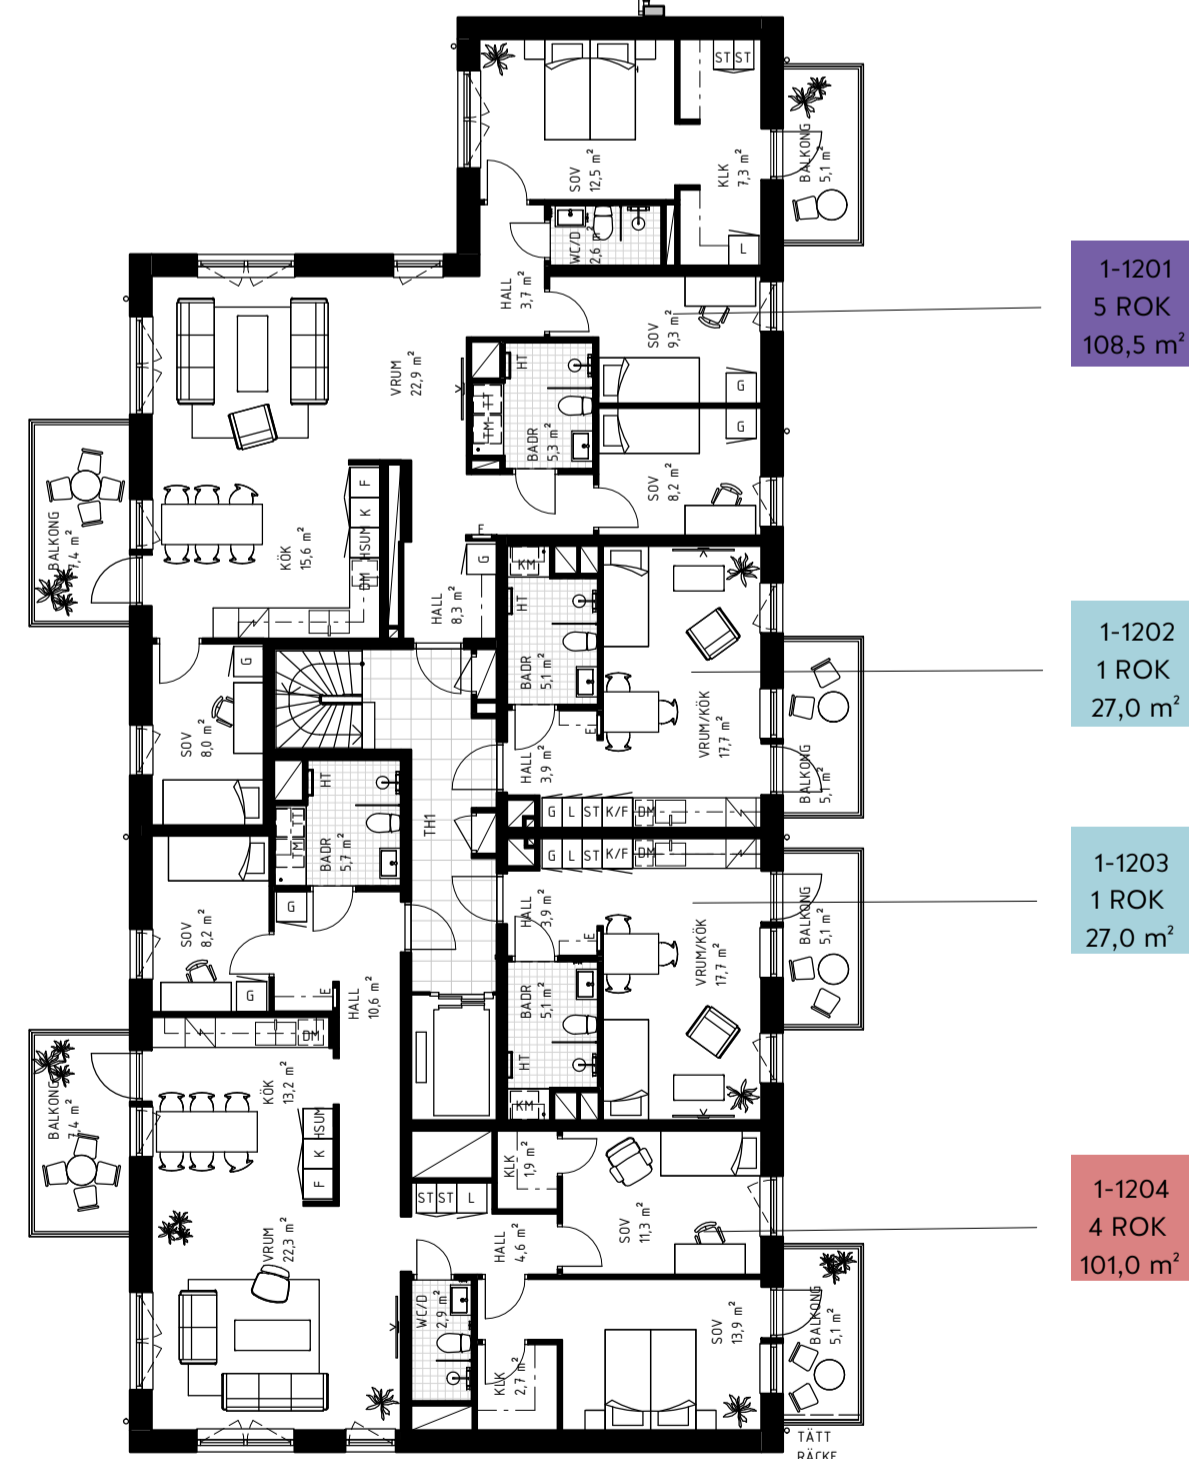 ST ST
BALKONG
5,1 m²
SOV
12,5 m²
KLK
7,3 m²
WC/D
2,6 m²
L
HALL
3,7 m²
SOV
9,3 m²
1-1201
5 ROK
108,5 m²
VRUM
22,9 m²
HT
TT
TM
BADR
5,3 m²
G
G
SOV
8,2 m²
BALKONG
7,4 m²
F
K
HSUM
DM
KÖK
15,6 m²
E
G
HALL
8,3 m²
KM
HT
BADR
5,1 m²
1-1202
1 ROK
27,0 m²
G
SOV
8,0 m²
E
VRUM/KÖK
17,7 m²
HALL
3,9 m²
BALKONG
5,1 m²
HT
TT
TM
BADR
5,7 m²
TH1
G L ST K/F DM
G L ST K/F DM
1-1203
1 ROK
27,0 m²
SOV
8,2 m²
G
G
E
HALL
10,6 m²
HALL
3,9 m²
E
VRUM/KÖK
17,7 m²
BALKONG
5,1 m²
BADR
5,1 m²
HT
KM
DM
KÖK
13,2 m²
BALKONG
7,4 m²
HSUM
K
F
KLK
1,9 m²
ST ST L
HALL
4,6 m²
SOV
11,3 m²
1-1204
4 ROK
101,0 m²
VRUM
22,3 m²
WC/D
2,9 m²
KLK
2,7 m²
SOV
13,9 m²
BALKONG
5,1 m²
TÄTT
RÄCKE